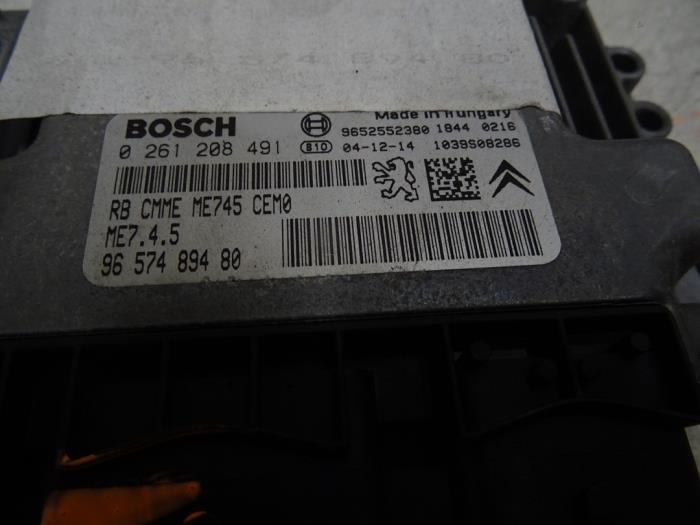 Made in Hungary
BOSCH 9652552380 1844 0216
0 261 208 491 B10 04-12-14 1039S08286
RB CMME ME745 CEM0
ME7.4.5
96 574 894 80